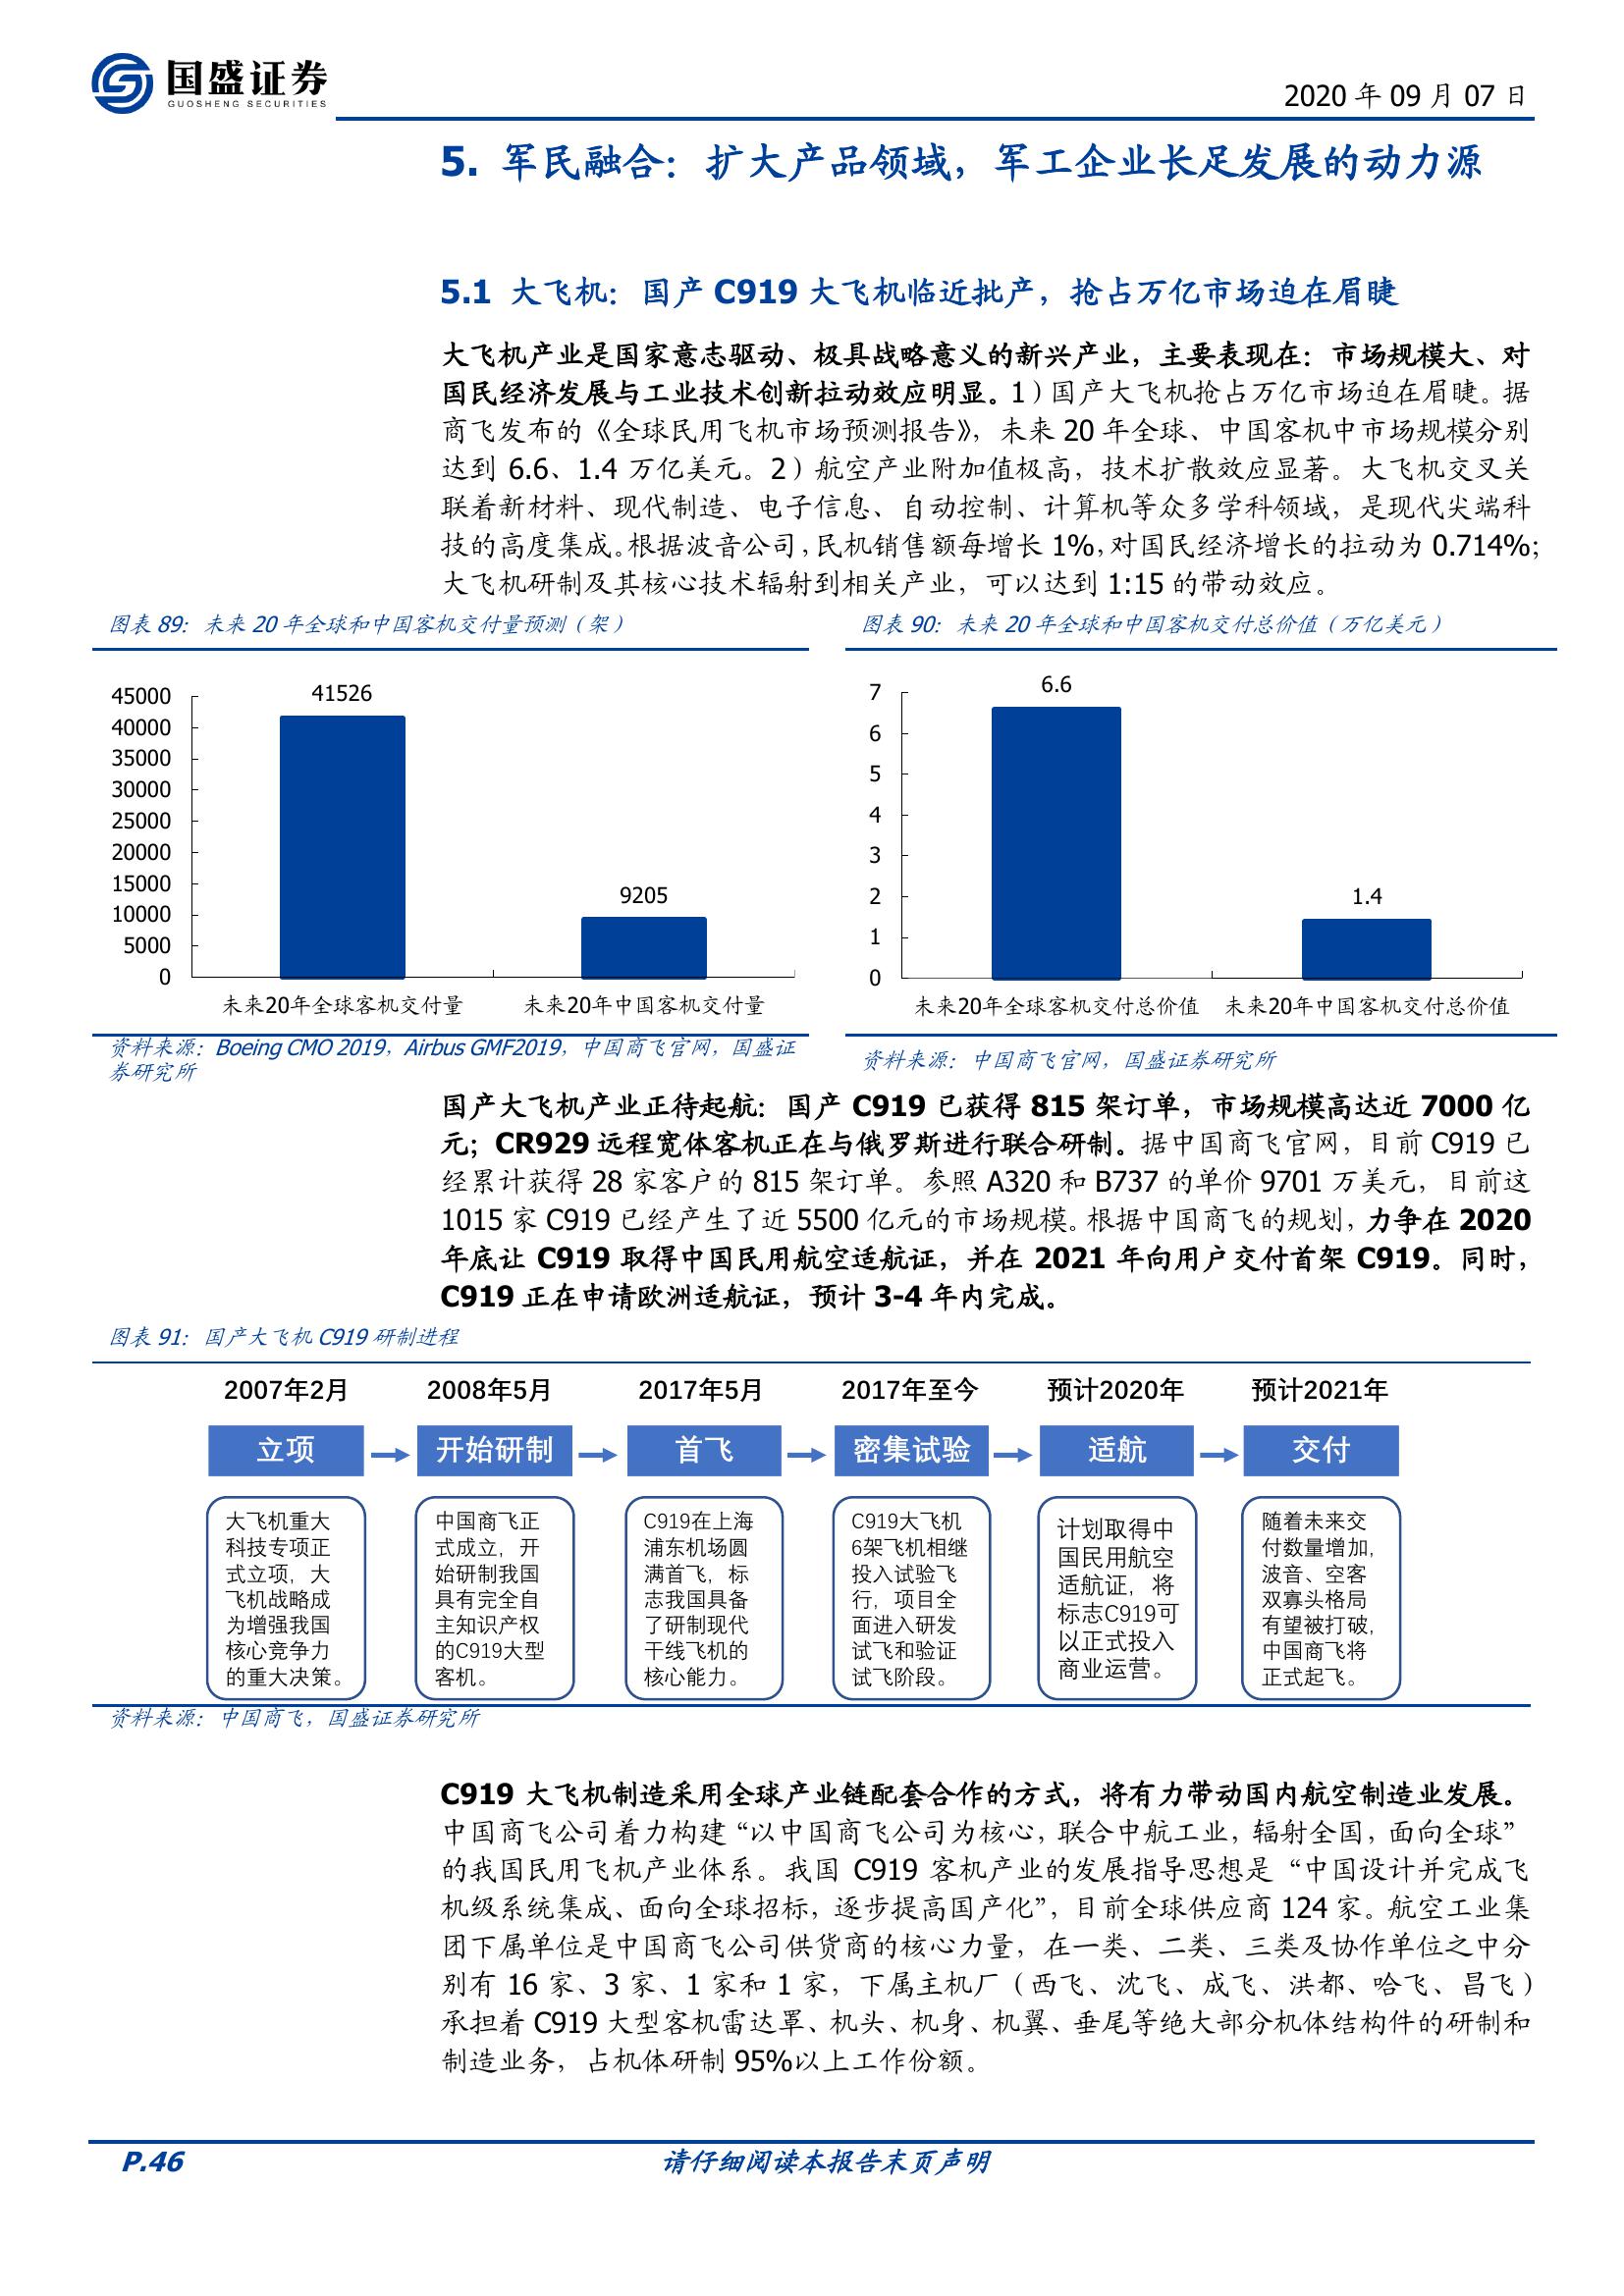 国盛证券
GUOSHENG SECURITIES
2020 年 09 月 07 日
5. 军民融合：扩大产品领域，军工企业长足发展的动力源
5.1 大飞机：国产 C919 大飞机临近批产，抢占万亿市场迫在眉睫
大飞机产业是国家意志驱动、极具战略意义的新兴产业，主要表现在：市场规模大、对
国民经济发展与工业技术创新拉动效应明显。1）国产大飞机抢占万亿市场迫在眉睫。据
商飞发布的《全球民用飞机市场预测报告》，未来 20 年全球、中国客机中市场规模分别
达到 6.6、1.4 万亿美元。2）航空产业附加值极高，技术扩散效应显著。大飞机交叉关
联着新材料、现代制造、电子信息、自动控制、计算机等众多学科领域，是现代尖端科
技的高度集成。根据波音公司，民机销售额每增长 1%，对国民经济增长的拉动为 0.714%；
大飞机研制及其核心技术辐射到相关产业，可以达到 1:15 的带动效应。
图表 89：未来 20 年全球和中国客机交付量预测（架）
45000
40000
35000
30000
25000
20000
15000
10000
5000
0
41526
9205
未来20年全球客机交付量
未来20年中国客机交付量
资料来源：Boeing CMO 2019，Airbus GMF2019，中国商飞官网，国盛证
券研究所
图表 90：未来 20 年全球和中国客机交付总价值（万亿美元）
7
6
5
4
3
2
1
0
6.6
1.4
未来20年全球客机交付总价值
未来20年中国客机交付总价值
资料来源：中国商飞官网，国盛证券研究所
国产大飞机产业正待起航：国产 C919 已获得 815 架订单，市场规模高达近 7000 亿
元；CR929 远程宽体客机正在与俄罗斯进行联合研制。据中国商飞官网，目前 C919 已
经累计获得 28 家客户的 815 架订单。参照 A320 和 B737 的单价 9701 万美元，目前这
1015 家 C919 已经产生了近 5500 亿元的市场规模。根据中国商飞的规划，力争在 2020
年底让 C919 取得中国民用航空适航证，并在 2021 年向用户交付首架 C919。同时，
C919 正在申请欧洲适航证，预计 3-4 年内完成。
图表 91：国产大飞机 C919 研制进程
2007年2月
立项
大飞机重大
科技专项正
式立项，大
飞机战略成
为增强我国
核心竞争力
的重大决策。
2008年5月
开始研制
中国商飞正
式成立，开
始研制我国
具有完全自
主知识产权
的C919大型
客机。
2017年5月
首飞
C919在上海
浦东机场圆
满首飞，标
志我国具备
了研制现代
干线飞机的
核心能力。
2017年至今
密集试验
C919大飞机
6架飞机相继
投入试验飞
行，项目全
面进入研发
试飞和验证
试飞阶段。
预计2020年
适航
计划取得中
国民用航空
适航证，将
标志C919可
以正式投入
商业运营。
预计2021年
交付
随着未来交
付数量增加，
波音、空客
双寡头格局
有望被打破，
中国商飞将
正式起飞。
资料来源：中国商飞，国盛证券研究所
C919 大飞机制造采用全球产业链配套合作的方式，将有力带动国内航空制造业发展。
中国商飞公司着力构建“以中国商飞公司为核心，联合中航工业，辐射全国，面向全球”
的我国民用飞机产业体系。我国 C919 客机产业的发展指导思想是“中国设计并完成飞
机级系统集成、面向全球招标，逐步提高国产化”，目前全球供应商 124 家。航空工业集
团下属单位是中国商飞公司供货商的核心力量，在一类、二类、三类及协作单位之中分
别有 16 家、3 家、1 家和 1 家，下属主机厂（西飞、沈飞、成飞、洪都、哈飞、昌飞）
承担着 C919 大型客机雷达罩、机头、机身、机翼、垂尾等绝大部分机体结构件的研制和
制造业务，占机体研制 95%以上工作份额。
P.46
请仔细阅读本报告末页声明